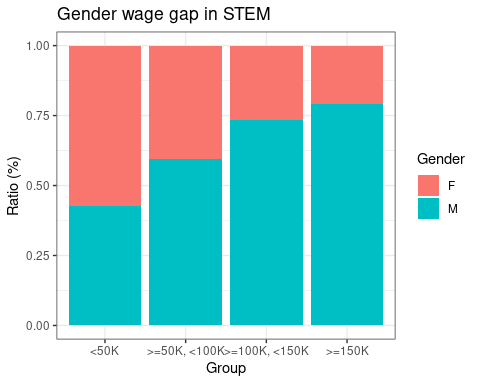 Gender wage gap in STEM
Ratio (%)
1.00
0.75
0.50
0.25
0.00
<50K >=50K, <100K >=100K, <150K >=150K
Group
Gender
F
M